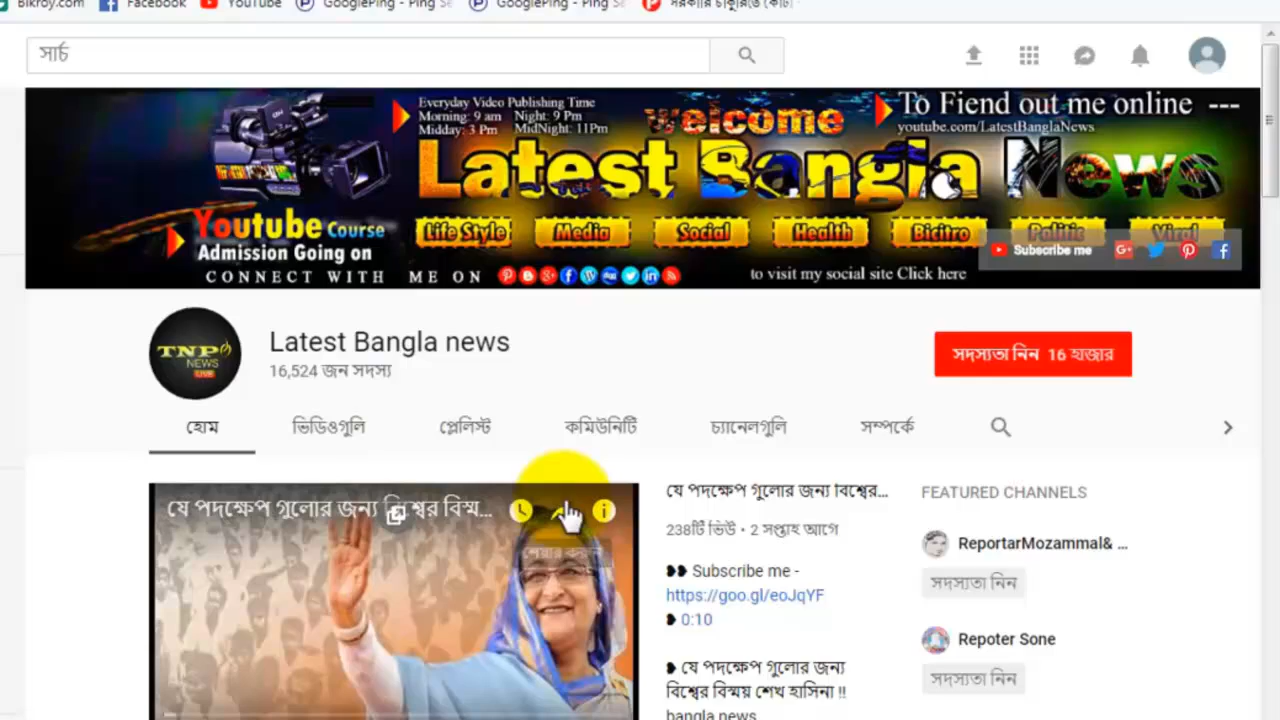 Bikroy.com Facebook YouTube GooglePing - Ping Se GooglePing - Ping Se
সার্চ
Everyday Video Publishing Time
Morning: 9 am Night: 9 Pm
Midday: 3 Pm MidNight: 11Pm
welcome
To Fiend out me online ---
youtube.com/LatestBanglaNews
Latest Bangla News
Youtube Course
Admission Going on
Life Style Media Social Health Bicitro Politic Viral
Subscribe me
CONNECT WITH ME ON
to visit my social site Click here
TNP
NEWS
LIVE
Latest Bangla news
16,524 জন সদস্য
সদস্যতা নিন 16 হাজার
হোম ভিডিওগুলি প্লেলিস্ট কমিউনিটি চ্যানেলগুলি সম্পর্কে
যে পদক্ষেপ গুলোর জন্য বিশ্বের বিস্ম...
শেয়ার করুন
যে পদক্ষেপ গুলোর জন্য বিশ্বের...
238টি ভিউ • 2 সপ্তাহ আগে
❥❥ Subscribe me -
https://goo.gl/eoJqYF
❥ 0:10
❥ যে পদক্ষেপ গুলোর জন্য
বিশ্বের বিস্ময় শেখ হাসিনা !!
bangla news
FEATURED CHANNELS
ReportarMozammal& ...
সদস্যতা নিন
Repoter Sone
সদস্যতা নিন